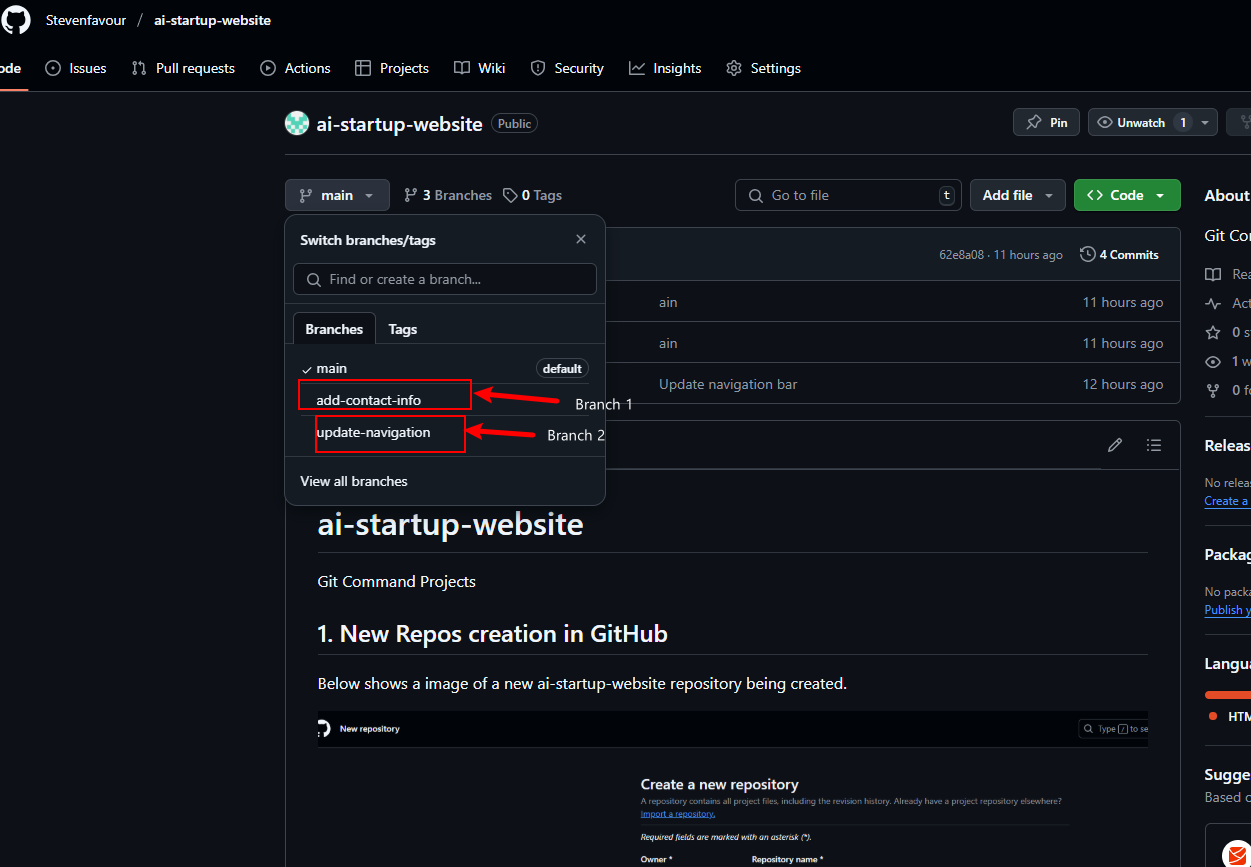 Stevenfavour / ai-startup-website
ode Issues Pull requests Actions Projects Wiki Security Insights Settings
ai-startup-website Public Pin Unwatch 1
main 3 Branches 0 Tags Go to file t Add file <> Code
About
Switch branches/tags
Find or create a branch...
Branches Tags
main default
add-contact-info
update-navigation
View all branches
Branch 1
Branch 2
62e8a08 · 11 hours ago 4 Commits
ain 11 hours ago
ain 11 hours ago
Update navigation bar 12 hours ago
ai-startup-website
Git Command Projects
1. New Repos creation in GitHub
Below shows a image of a new ai-startup-website repository being created.
New repository Type / to se
Create a new repository
A repository contains all project files, including the revision history. Already have a project repository elsewhere?
Import a repository.
Required fields are marked with an asterisk (*).
Owner * Repository name *
Git Co
Rea
Act
0 s
1 w
0 fo
Releas
No relea
Create a
Packag
No packa
Publish y
Langua
HTM
Sugge
Based o